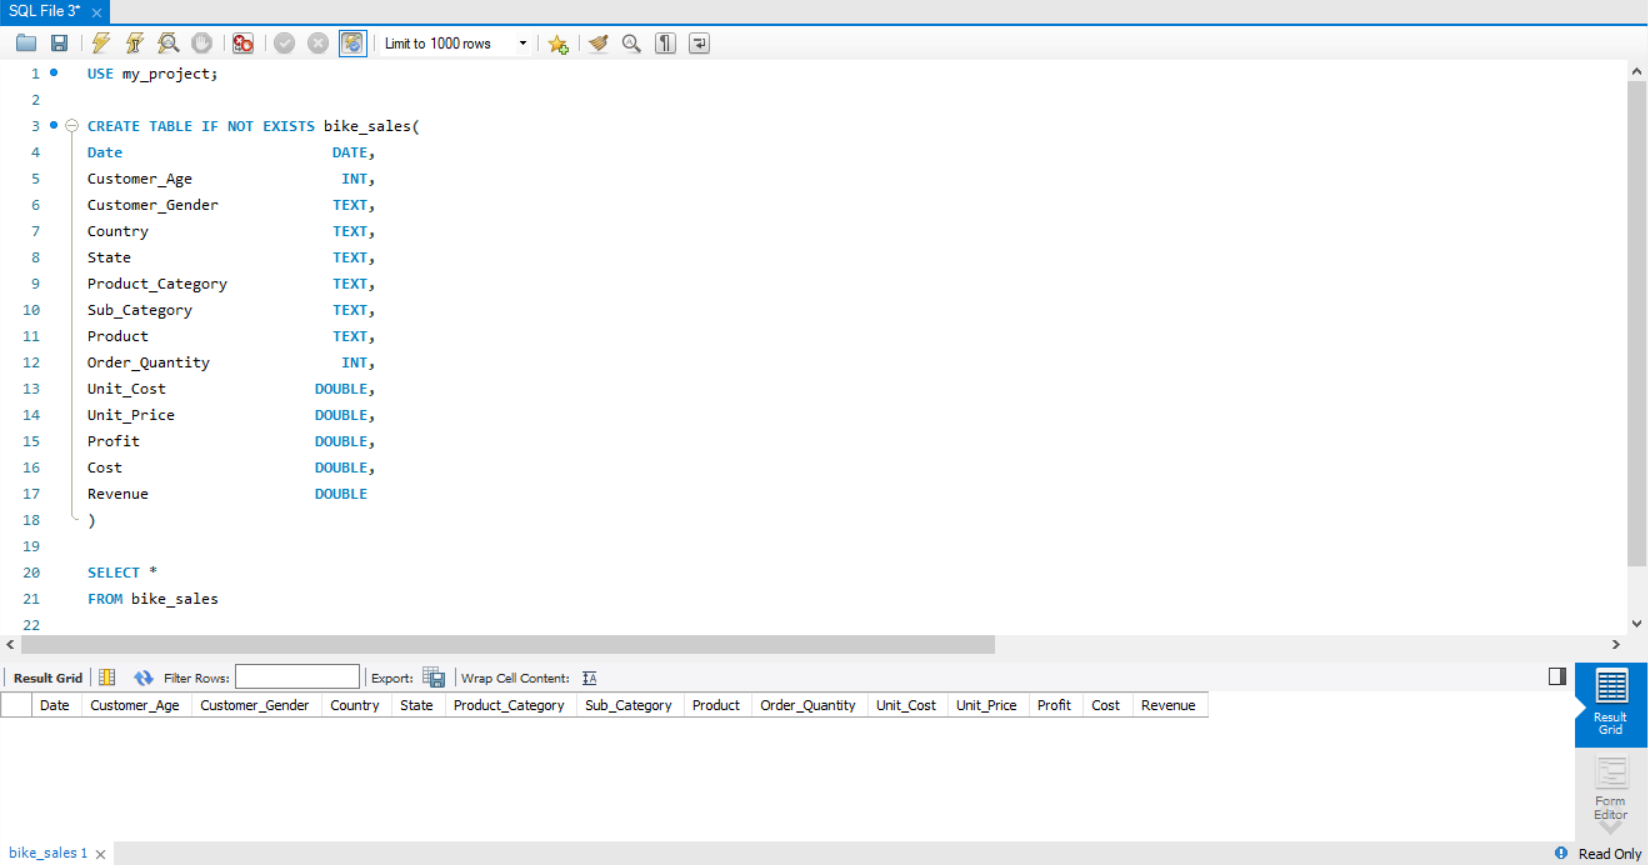 SQL File 3*
Limit to 1000 rows
1 USE my_project;
2
3 CREATE TABLE IF NOT EXISTS bike_sales(
4 Date DATE,
5 Customer_Age INT,
6 Customer_Gender TEXT,
7 Country TEXT,
8 State TEXT,
9 Product_Category TEXT,
10 Sub_Category TEXT,
11 Product TEXT,
12 Order_Quantity INT,
13 Unit_Cost DOUBLE,
14 Unit_Price DOUBLE,
15 Profit DOUBLE,
16 Cost DOUBLE,
17 Revenue DOUBLE
18 )
19
20 SELECT *
21 FROM bike_sales
22
Result Grid Filter Rows: Export: Wrap Cell Content:
Date Customer_Age Customer_Gender Country State Product_Category Sub_Category Product Order_Quantity Unit_Cost Unit_Price Profit Cost Revenue
Result
Grid
Form
Editor
bike_sales 1 Read Only